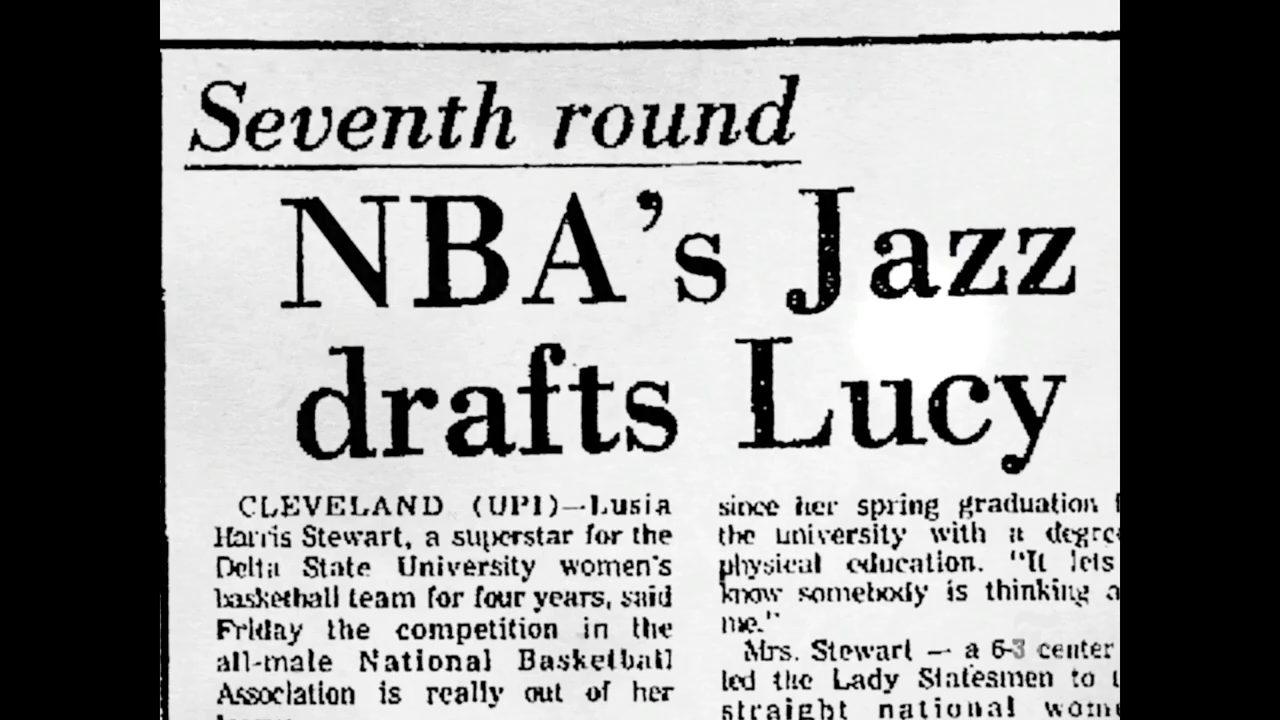 Seventh round
NBA's Jazz
drafts Lucy
CLEVELAND (UPI)—Lusia
Harris Stewart, a superstar for the
Delta State University women's
basketball team for four years, said
Friday the competition in the
all-male National Basketball
Association is really out of her
since her spring graduation
the university with a
physical education. "It lets
know somebody is thinking
me."
Mrs. Stewart — a 6-3 center
led the Lady Statesmen to
straight national